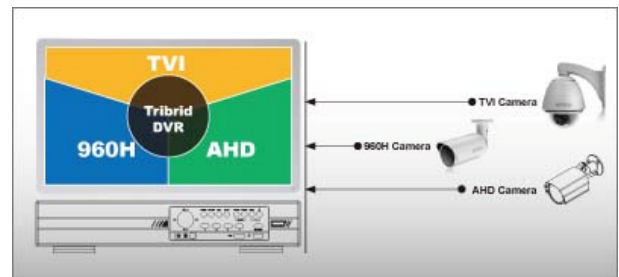 TVI
Tribrid
DVR
960H
AHD
TVI Camera
960H Camera
AHD Camera